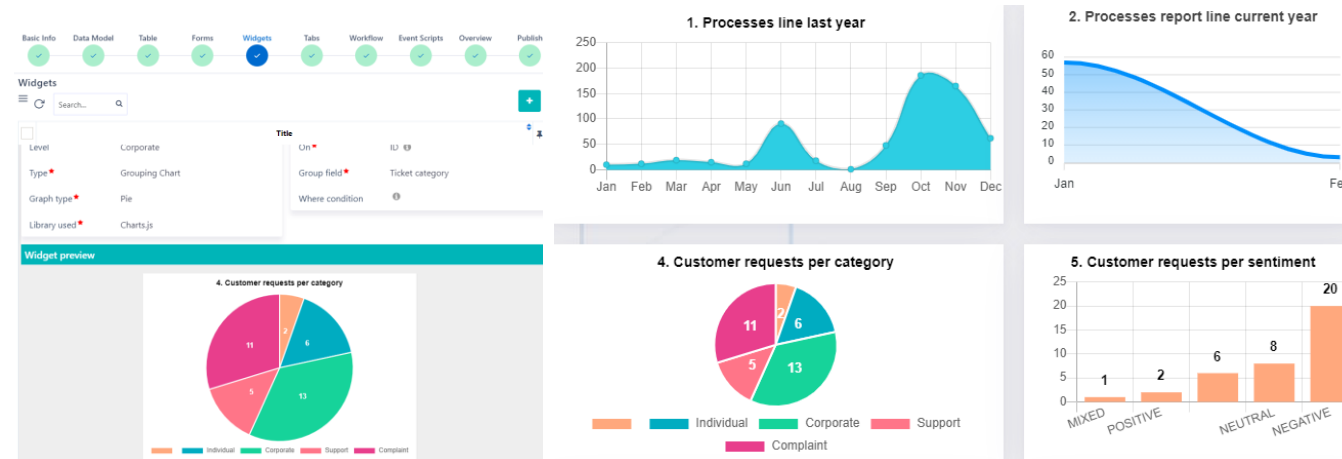 Basic Info Data Model Table Forms Widgets Tabs Workflow Event Scripts Overview Publish
Widgets
Search...
Title
Level Corporate
On * ID
Type * Grouping Chart
Group field * Ticket category
Graph type * Pie
Where condition
Library used * Charts.js
Widget preview
4. Customer requests per category
2
6
11
5
13
Individual Corporate Support Complaint
1. Processes line last year
250
200
150
100
50
0
Jan Feb Mar Apr May Jun Jul Aug Sep Oct Nov Dec
2. Processes report line current year
60
50
40
30
20
10
0
Jan Fe
4. Customer requests per category
2
6
11
5
13
Individual Corporate Support
Complaint
5. Customer requests per sentiment
25
20
15
10
5
0
1 2 6 8 20
MIXED POSITIVE NEUTRAL NEGATIVE